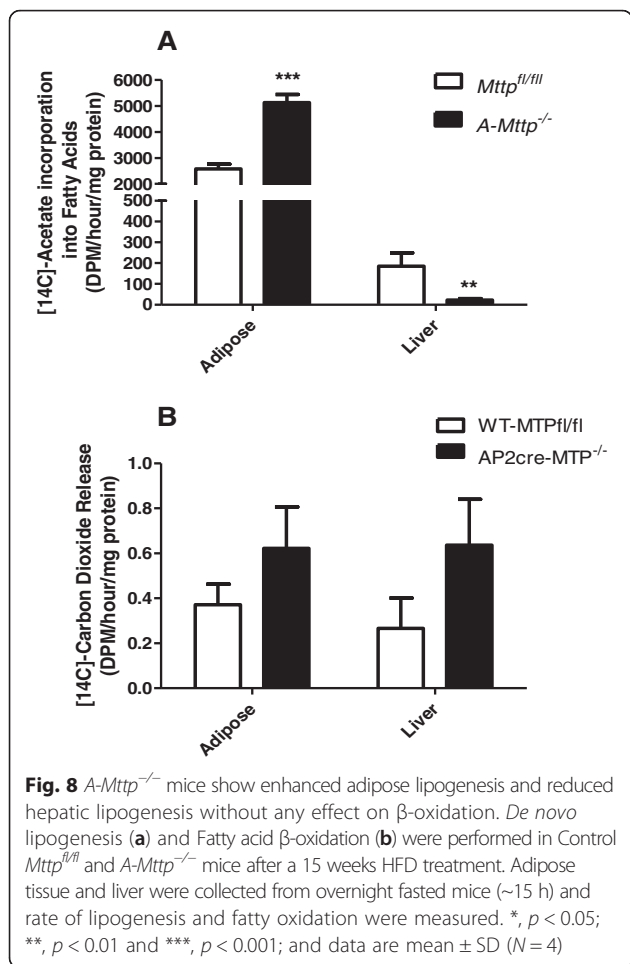 A
[14C]-Acetate incorporation
into Fatty Acids
(DPM/hour/mg protein)
6000
5000
4000
3000
2000
500
400
300
200
100
0
***
**
Mttp^fl/fll
A-Mttp^-/-
Adipose
Liver
B
[14C]-Carbon Dioxide Release
(DPM/hour/mg protein)
1.0
0.8
0.6
0.4
0.2
0.0
WT-MTPfl/fl
AP2cre-MTP^-/-
Adipose
Liver
Fig. 8 A-Mttp^−/− mice show enhanced adipose lipogenesis and reduced
hepatic lipogenesis without any effect on β-oxidation. De novo
lipogenesis (a) and Fatty acid β-oxidation (b) were performed in Control
Mttp^fl/fl and A-Mttp^−/− mice after a 15 weeks HFD treatment. Adipose
tissue and liver were collected from overnight fasted mice (~15 h) and
rate of lipogenesis and fatty oxidation were measured. *, p < 0.05;
**, p < 0.01 and ***, p < 0.001; and data are mean ± SD (N = 4)